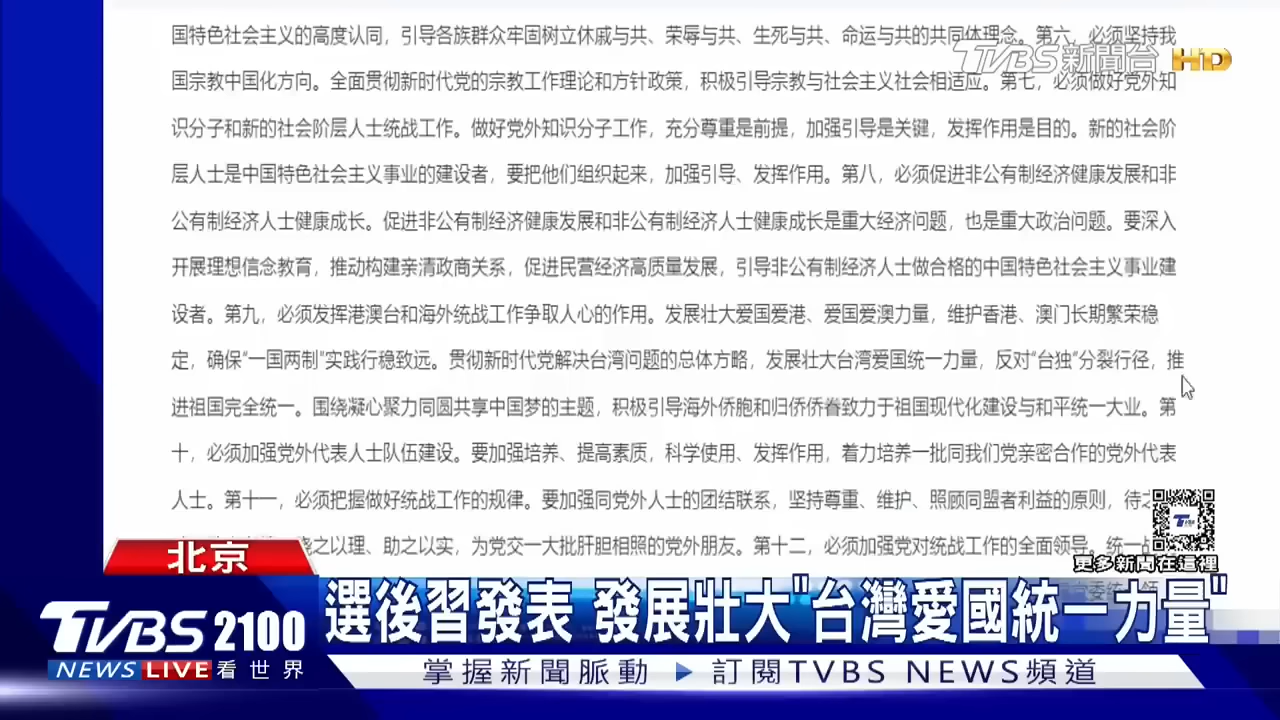 国特色社会主义的高度认同，引导各族群众牢固树立休戚与共、荣辱与共、生死与共、命运与共的共同体理念。第六，必须坚持我
TVBS新聞台 HD
国宗教中国化方向。全面贯彻新时代党的宗教工作理论和方针政策，积极引导宗教与社会主义社会相适应。第七，必须做好党外知
识分子和新的社会阶层人士统战工作。做好党外知识分子工作，充分尊重是前提，加强引导是关键，发挥作用是目的。新的社会阶
层人士是中国特色社会主义事业的建设者，要把他们组织起来，加强引导、发挥作用。第八，必须促进非公有制经济健康发展和非
公有制经济人士健康成长。促进非公有制经济健康发展和非公有制经济人士健康成长是重大经济问题，也是重大政治问题。要深入
开展理想信念教育，推动构建亲清政商关系，促进民营经济高质量发展，引导非公有制经济人士做合格的中国特色社会主义事业建
设者。第九，必须发挥港澳台和海外统战工作争取人心的作用。发展壮大爱国爱港、爱国爱澳力量，维护香港、澳门长期繁荣稳
定，确保“一国两制”实践行稳致远。贯彻新时代党解决台湾问题的总体方略，发展壮大台湾爱国统一力量，反对“台独”分裂行径，推
进祖国完全统一。围绕凝心聚力同圆共享中国梦的主题，积极引导海外侨胞和归侨侨眷致力于祖国现代化建设与和平统一大业。第
十，必须加强党外代表人士队伍建设。要加强培养、提高素质，科学使用、发挥作用，着力培养一批同我们党亲密合作的党外代表
人士。第十一，必须把握做好统战工作的规律。要加强同党外人士的团结联系，坚持尊重、维护、照顾同盟者利益的原则，待之
之以理、助之以实，为党交一大批肝胆相照的党外朋友。第十二，必须加强党对统战工作的全面领导。统一战
更多新聞在這裡
北京
選後習發表 發展壯大"台灣愛國統一力量"
TVBS 2100
NEWS LIVE 看世界
掌握新聞脈動 ▶ 訂閱TVBS NEWS頻道